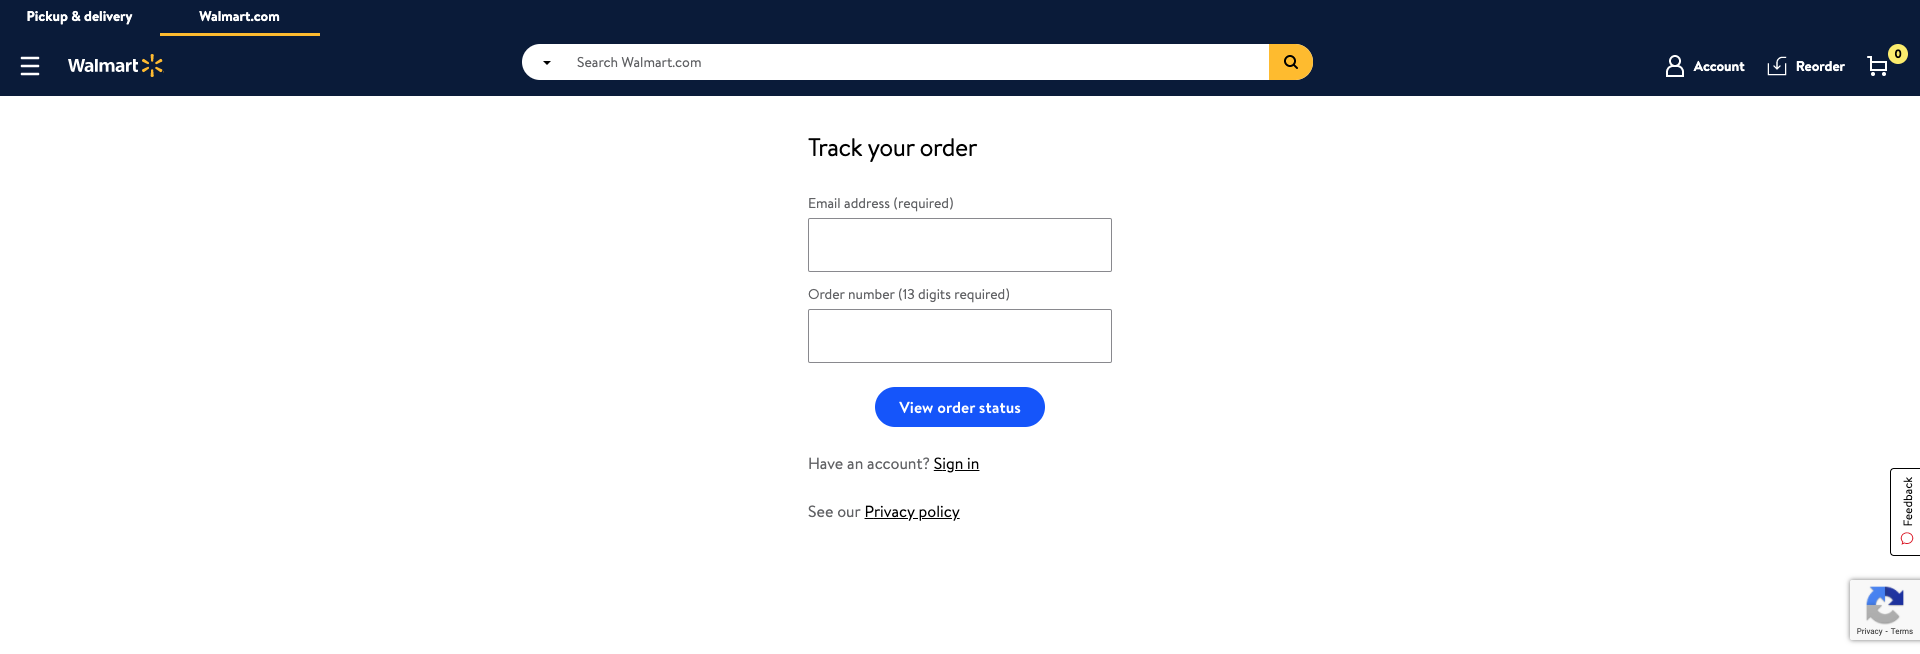 Pickup & delivery
Walmart.com
Walmart
Search Walmart.com
Account
Reorder
0
Track your order
Email address (required)
Order number (13 digits required)
View order status
Have an account? Sign in
See our Privacy policy
Feedback
Privacy - Terms